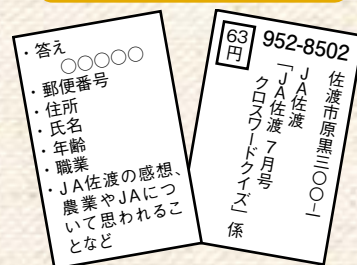 ・答え
○○○○○
・郵便番号
・住所
・氏名
・年齢
・職業
・JA佐渡の感想、
農業やJAにつ
いて思われるこ
となど
63
円
952-8502
佐渡市原黒三〇〇-一
JA佐渡
「JA佐渡 7月号
クロスワードクイズ」係